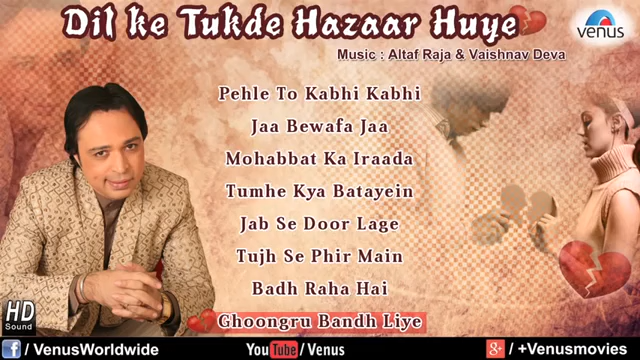 Dil ke Tukde Hazaar Huye
venus
Music : Altaf Raja & Vaishnav Deva
Pehle To Kabhi Kabhi
Jaa Bewafa Jaa
Mohabbat Ka Iraada
Tumhe Kya Batayein
Jab Se Door Lage
Tujh Se Phir Main
Badh Raha Hai
Ghoongru Bandh Liye
HD
Sound
f / VenusWorldwide
YouTube / Venus
g+ / +Venusmovies